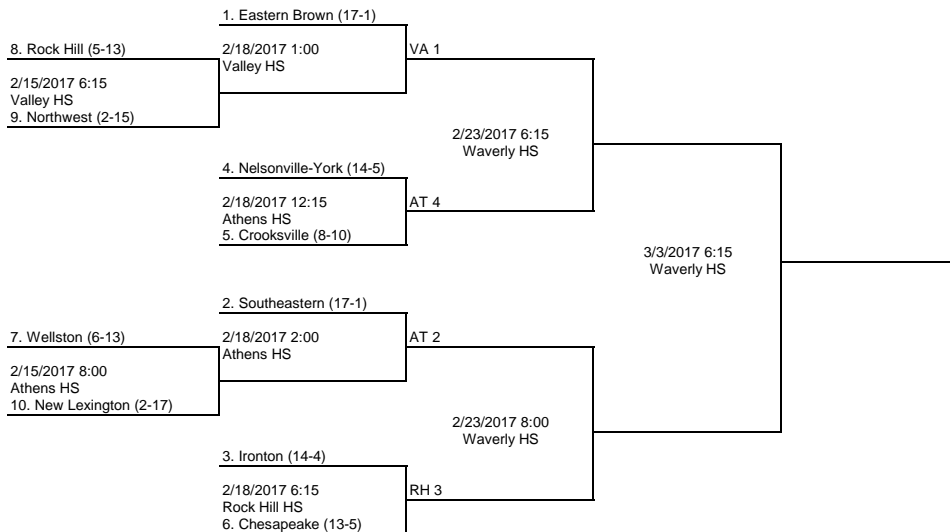 1. Eastern Brown (17-1)
8. Rock Hill (5-13)
2/18/2017 1:00
Valley HS
VA 1
2/15/2017 6:15
Valley HS
9. Northwest (2-15)
2/23/2017 6:15
Waverly HS
4. Nelsonville-York (14-5)
2/18/2017 12:15
Athens HS
AT 4
5. Crooksville (8-10)
3/3/2017 6:15
Waverly HS
2. Southeastern (17-1)
7. Wellston (6-13)
2/18/2017 2:00
Athens HS
AT 2
2/15/2017 8:00
Athens HS
10. New Lexington (2-17)
2/23/2017 8:00
Waverly HS
3. Ironton (14-4)
2/18/2017 6:15
Rock Hill HS
RH 3
6. Chesapeake (13-5)